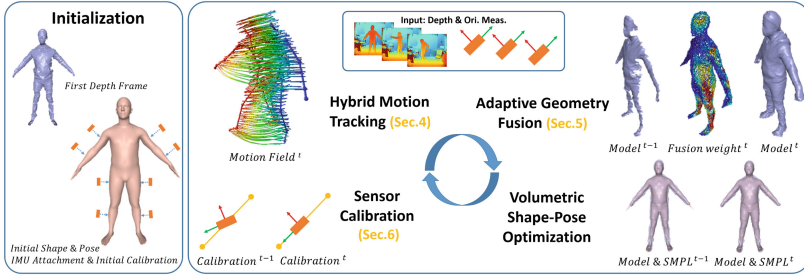 Initialization
First Depth Frame
Initial Shape & Pose
IMU Attachment & Initial Calibration
Input: Depth & Ori. Meas.
Motion Field t
Hybrid Motion
Tracking (Sec.4)
Adaptive Geometry
Fusion (Sec.5)
Model t−1
Fusion weight t
Model t
Sensor
Calibration
(Sec.6)
Calibration t−1
Calibration t
Volumetric
Shape-Pose
Optimization
Model & SMPL t−1
Model & SMPL t